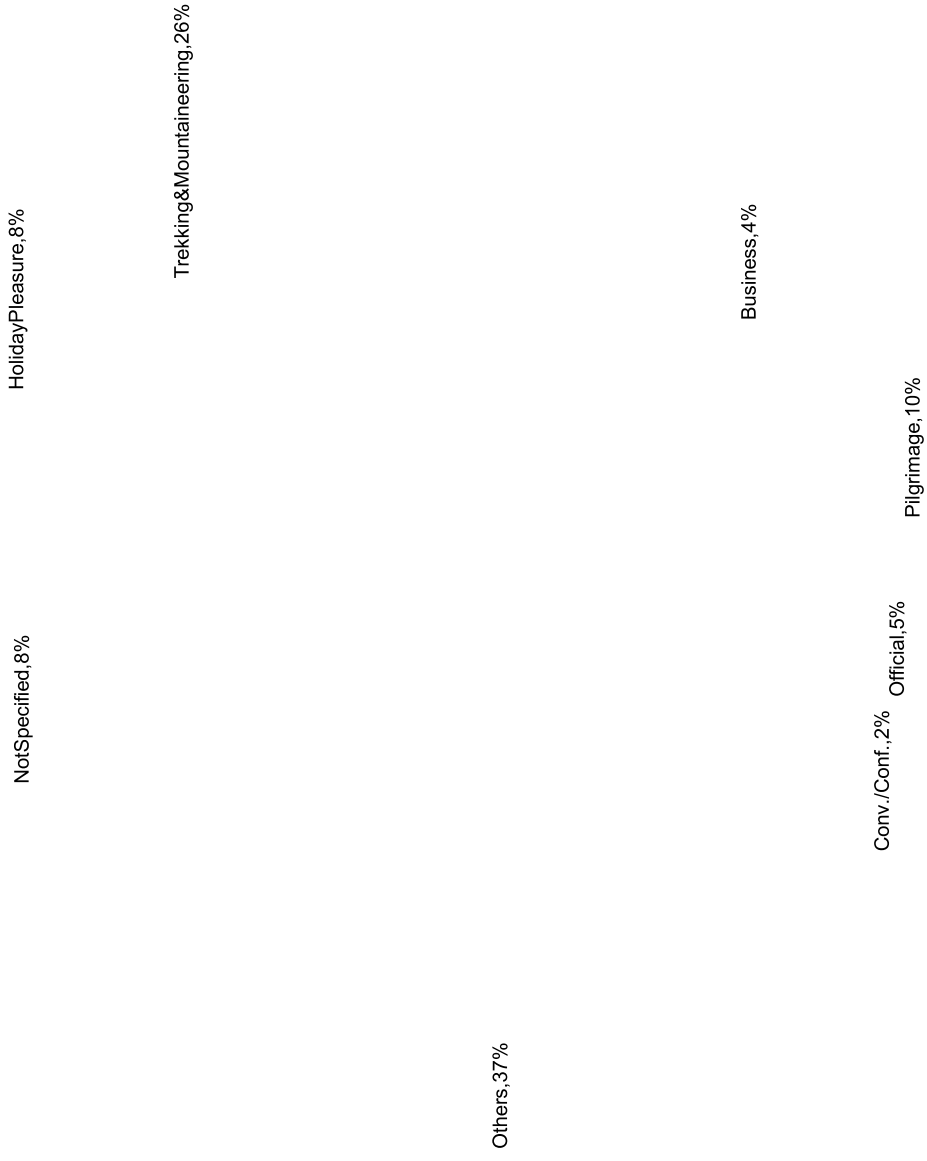 HolidayPleasure,8%
NotSpecified,8%
Trekking&Mountaineering,26%
Others,37%
Business,4%
Conv./Conf.,2%
Official,5%
Pilgrimage,10%